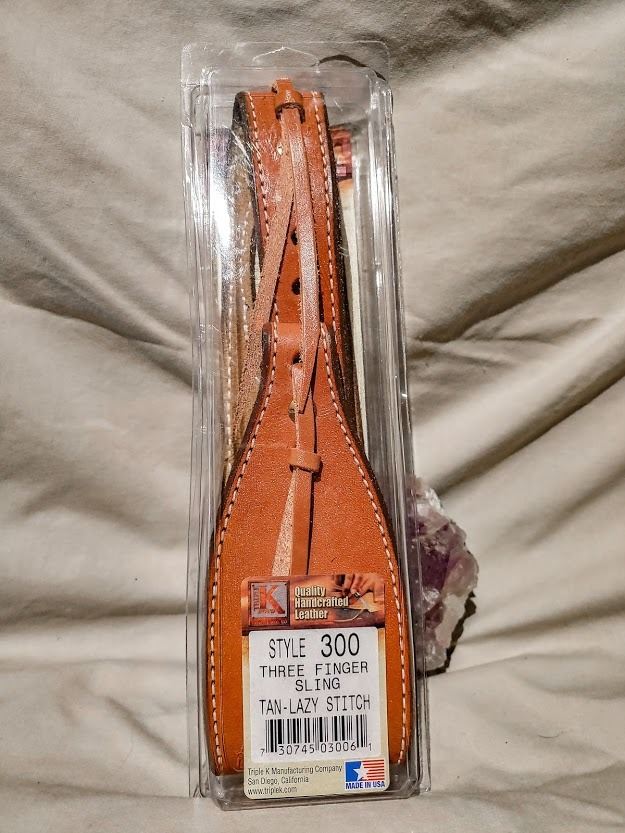 TRIPLE
K
Quality
Handcrafted
Leather
STYLE 300
THREE FINGER
SLING
TAN-LAZY STITCH
7 30745 03006 1
Triple K Manufacturing Company
San Diego, California
www.triplek.com
MADE IN USA